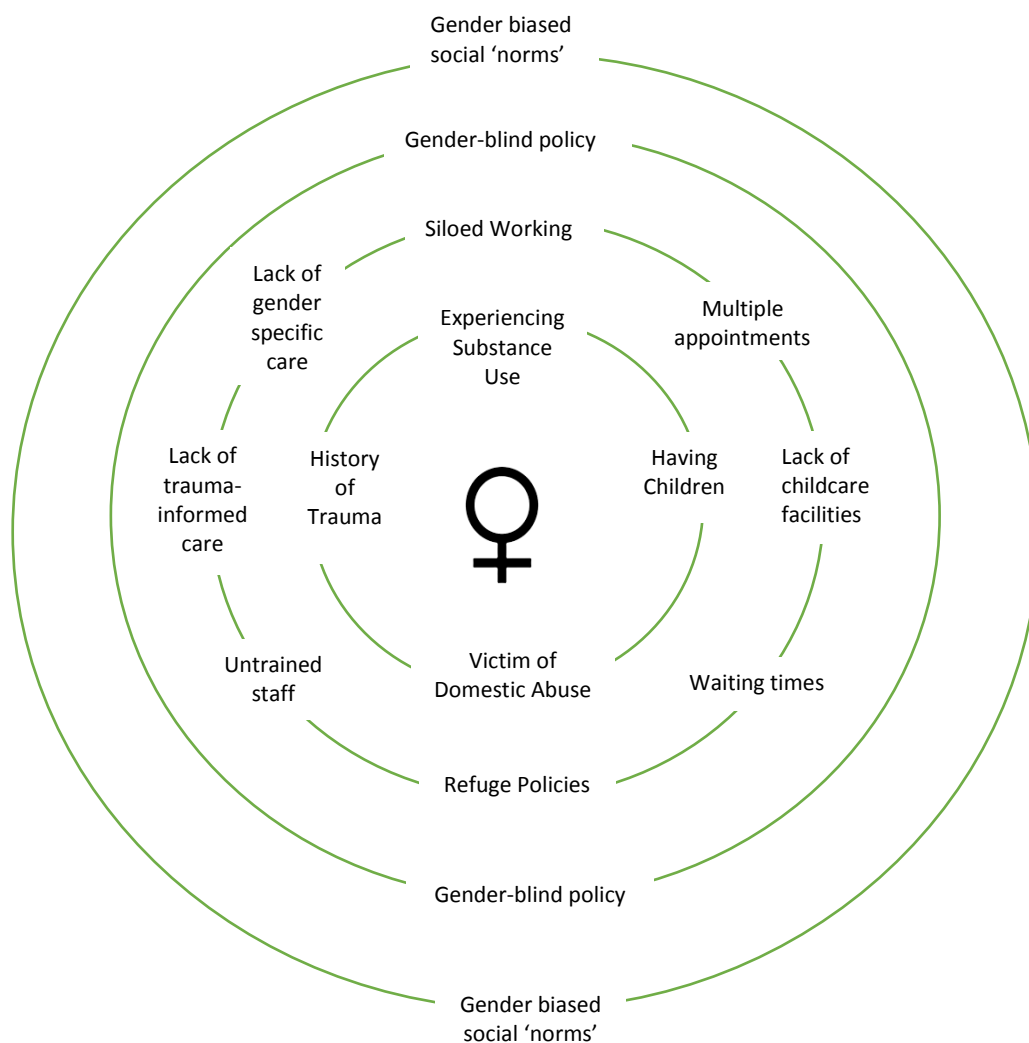 Gender biased
social ‘norms’
Gender-blind policy
Siloed Working
Lack of
gender
specific
care
Multiple
appointments
Experiencing
Substance
Use
Lack of
trauma-
informed
care
History
of
Trauma
Having
Children
Lack of
childcare
facilities
Untrained
staff
Victim of
Domestic Abuse
Waiting times
Refuge Policies
Gender-blind policy
Gender biased
social ‘norms’